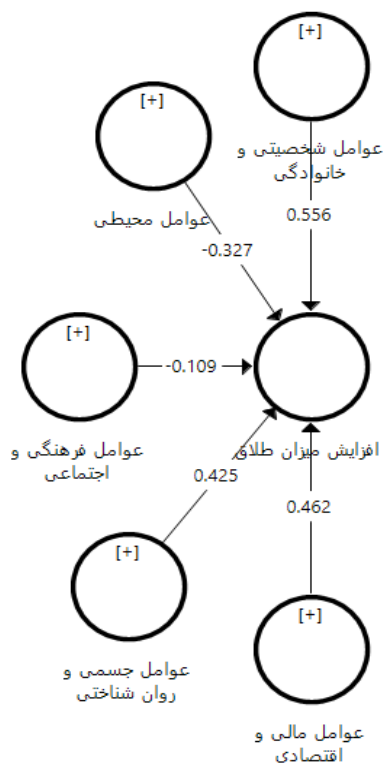 [+]
عوامل شخصیتی و
خانوادگی
[+]
عوامل محیطی
0.556
-0.327
[+]
عوامل فرهنگی و
اجتماعی
-0.109
افزایش میزان طلاق
0.425
0.462
[+]
عوامل جسمی و
روان شناختی
[+]
عوامل مالی و
اقتصادی